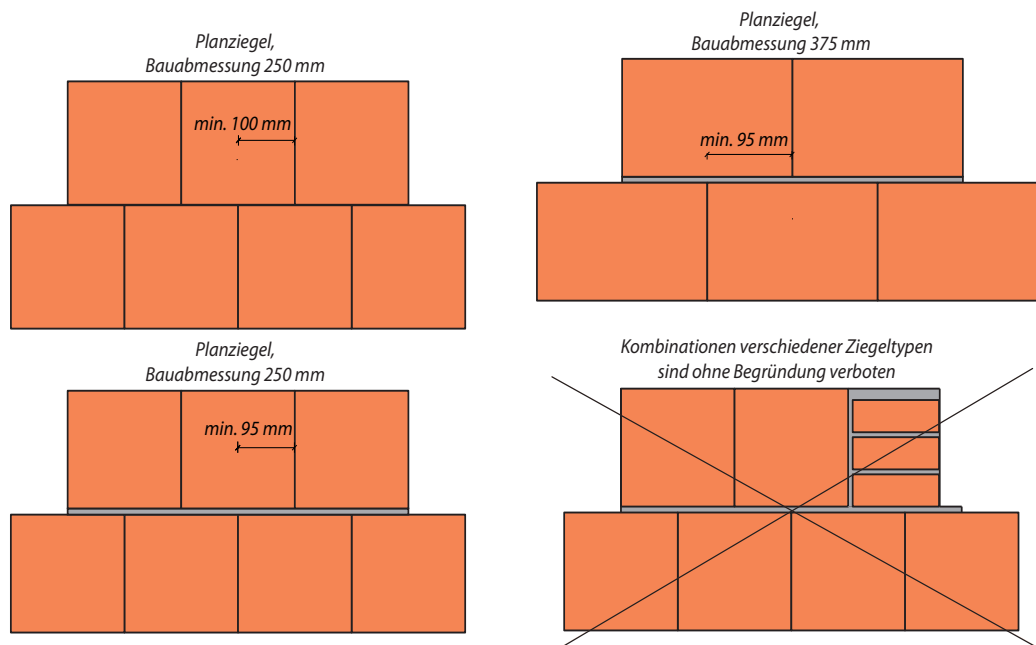 Planziegel,
Bauabmessung 250 mm
min. 100 mm
Planziegel,
Bauabmessung 375 mm
min. 95 mm
Planziegel,
Bauabmessung 250 mm
min. 95 mm
Kombinationen verschiedener Ziegeltypen
sind ohne Begründung verboten